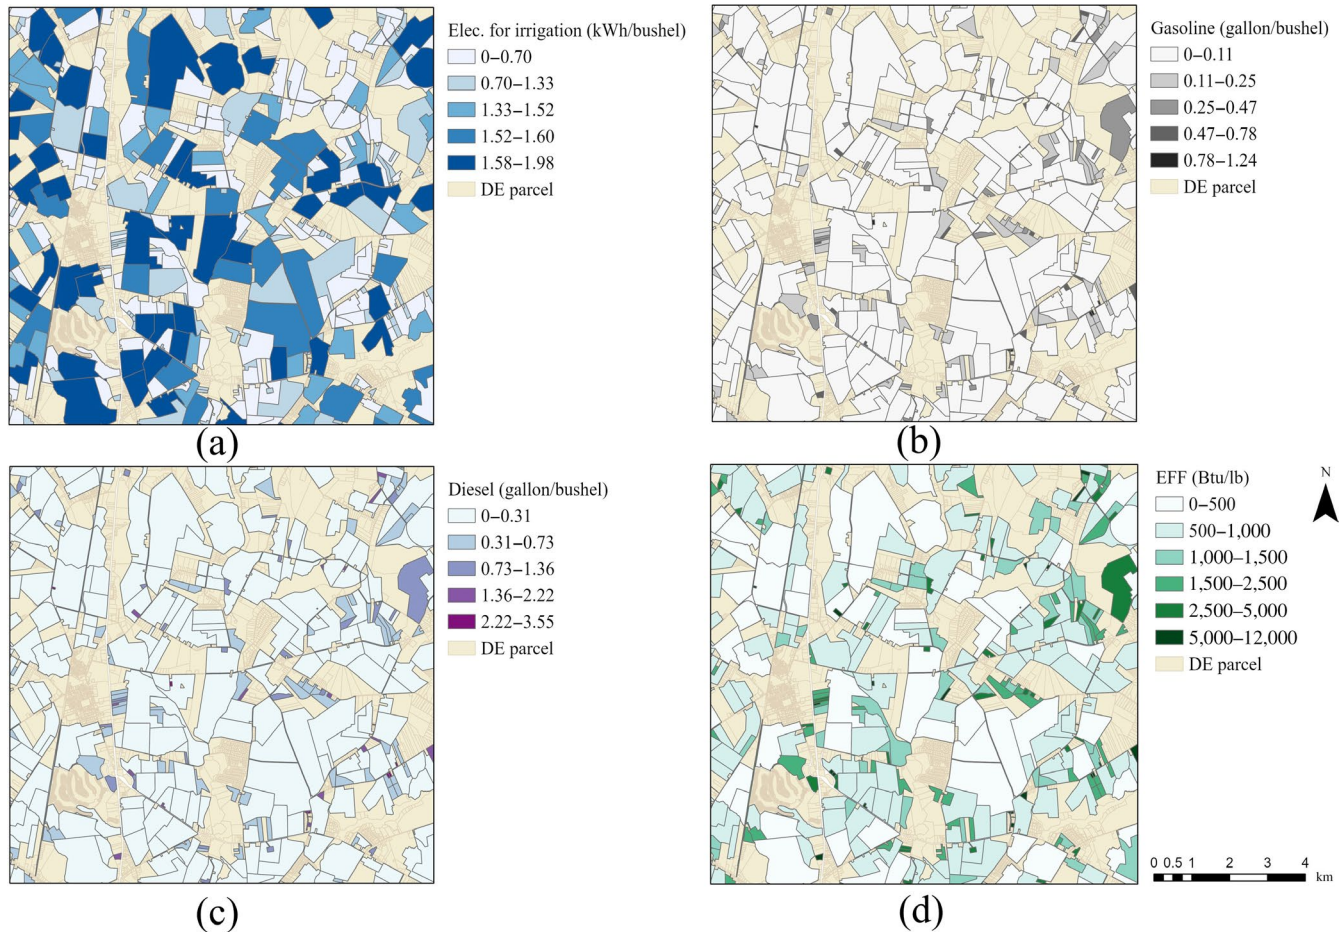 Elec. for irrigation (kWh/bushel)
0–0.70
0.70–1.33
1.33–1.52
1.52–1.60
1.58–1.98
DE parcel
(a)
Gasoline (gallon/bushel)
0–0.11
0.11–0.25
0.25–0.47
0.47–0.78
0.78–1.24
DE parcel
(b)
Diesel (gallon/bushel)
0–0.31
0.31–0.73
0.73–1.36
1.36–2.22
2.22–3.55
DE parcel
(c)
EFF (Btu/lb)
0–500
500–1,000
1,000–1,500
1,500–2,500
2,500–5,000
5,000–12,000
DE parcel
(d)
N
0 0.5 1 2 3 4
km